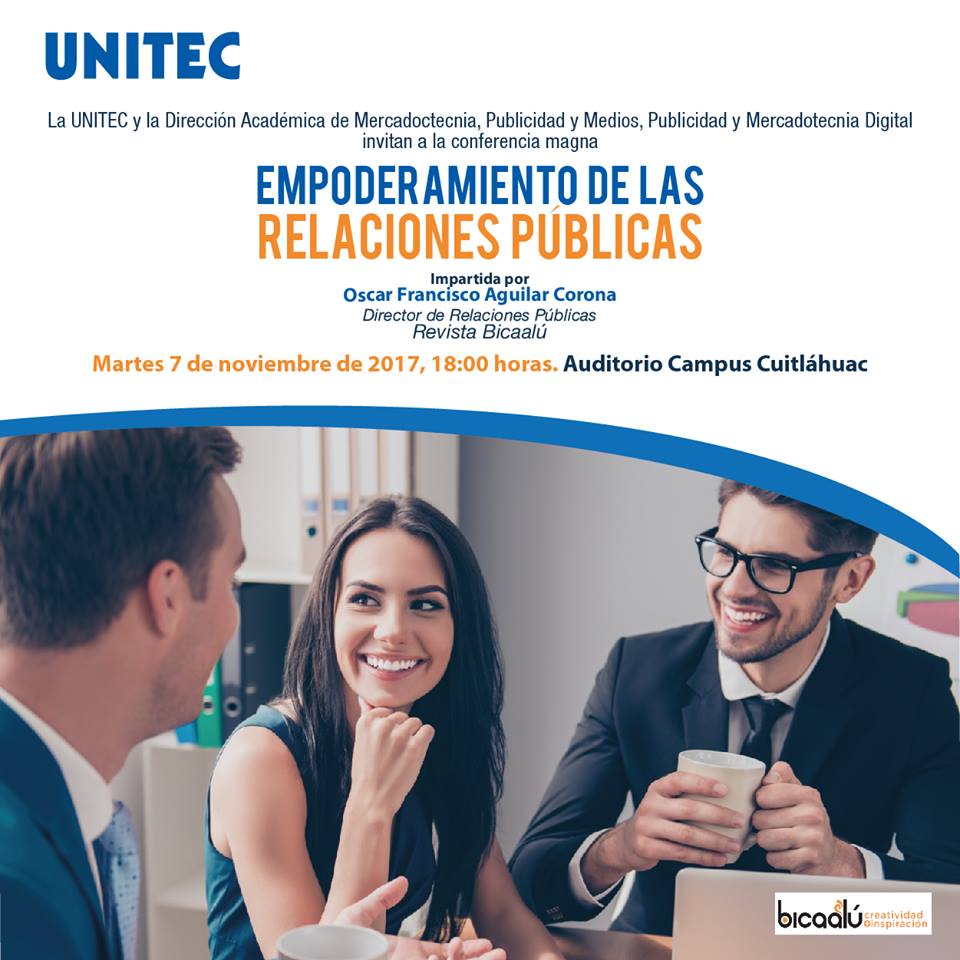 UNITEC
La UNITEC y la Dirección Académica de Mercadoctecnia, Publicidad y Medios, Publicidad y Mercadotecnia Digital
invitan a la conferencia magna
EMPODERAMIENTO DE LAS
RELACIONES PÚBLICAS
Impartida por
Oscar Francisco Aguilar Corona
Director de Relaciones Públicas
Revista Bicaalú
Martes 7 de noviembre de 2017, 18:00 horas. Auditorio Campus Cuitláhuac
bicaalú creatividad
e inspiración